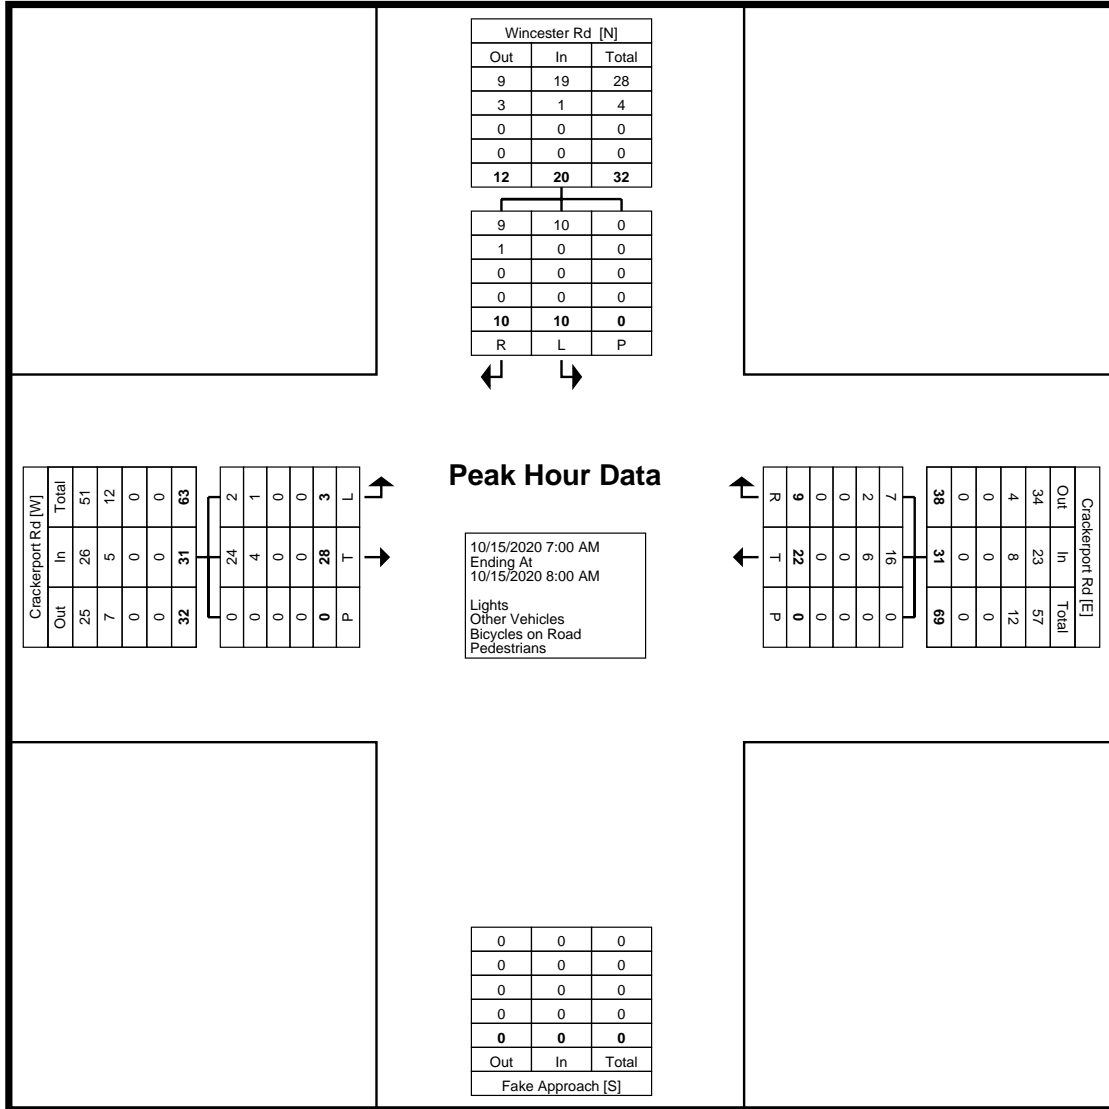 Wincester Rd [N]
Out In Total
9 19 28
3 1 4
0 0 0
0 0 0
12 20 32
9 10 0
1 0 0
0 0 0
0 0 0
10 10 0
R L P
Crackerport Rd [W]
Total In Out
51 26 25
12 5 7
0 0 0
0 0 0
63 31 32
2 24 0
1 4 0
0 0 0
0 0 0
3 28 0
L T P
Peak Hour Data
10/15/2020 7:00 AM
Ending At
10/15/2020 8:00 AM
Lights
Other Vehicles
Bicycles on Road
Pedestrians
R T P
9 22 0
0 0 0
0 0 0
2 6 0
7 16 0
38 31 69
0 0 0
0 0 0
4 8 12
34 23 57
Out In Total
Crackerport Rd [E]
0 0 0
0 0 0
0 0 0
0 0 0
0 0 0
Out In Total
Fake Approach [S]